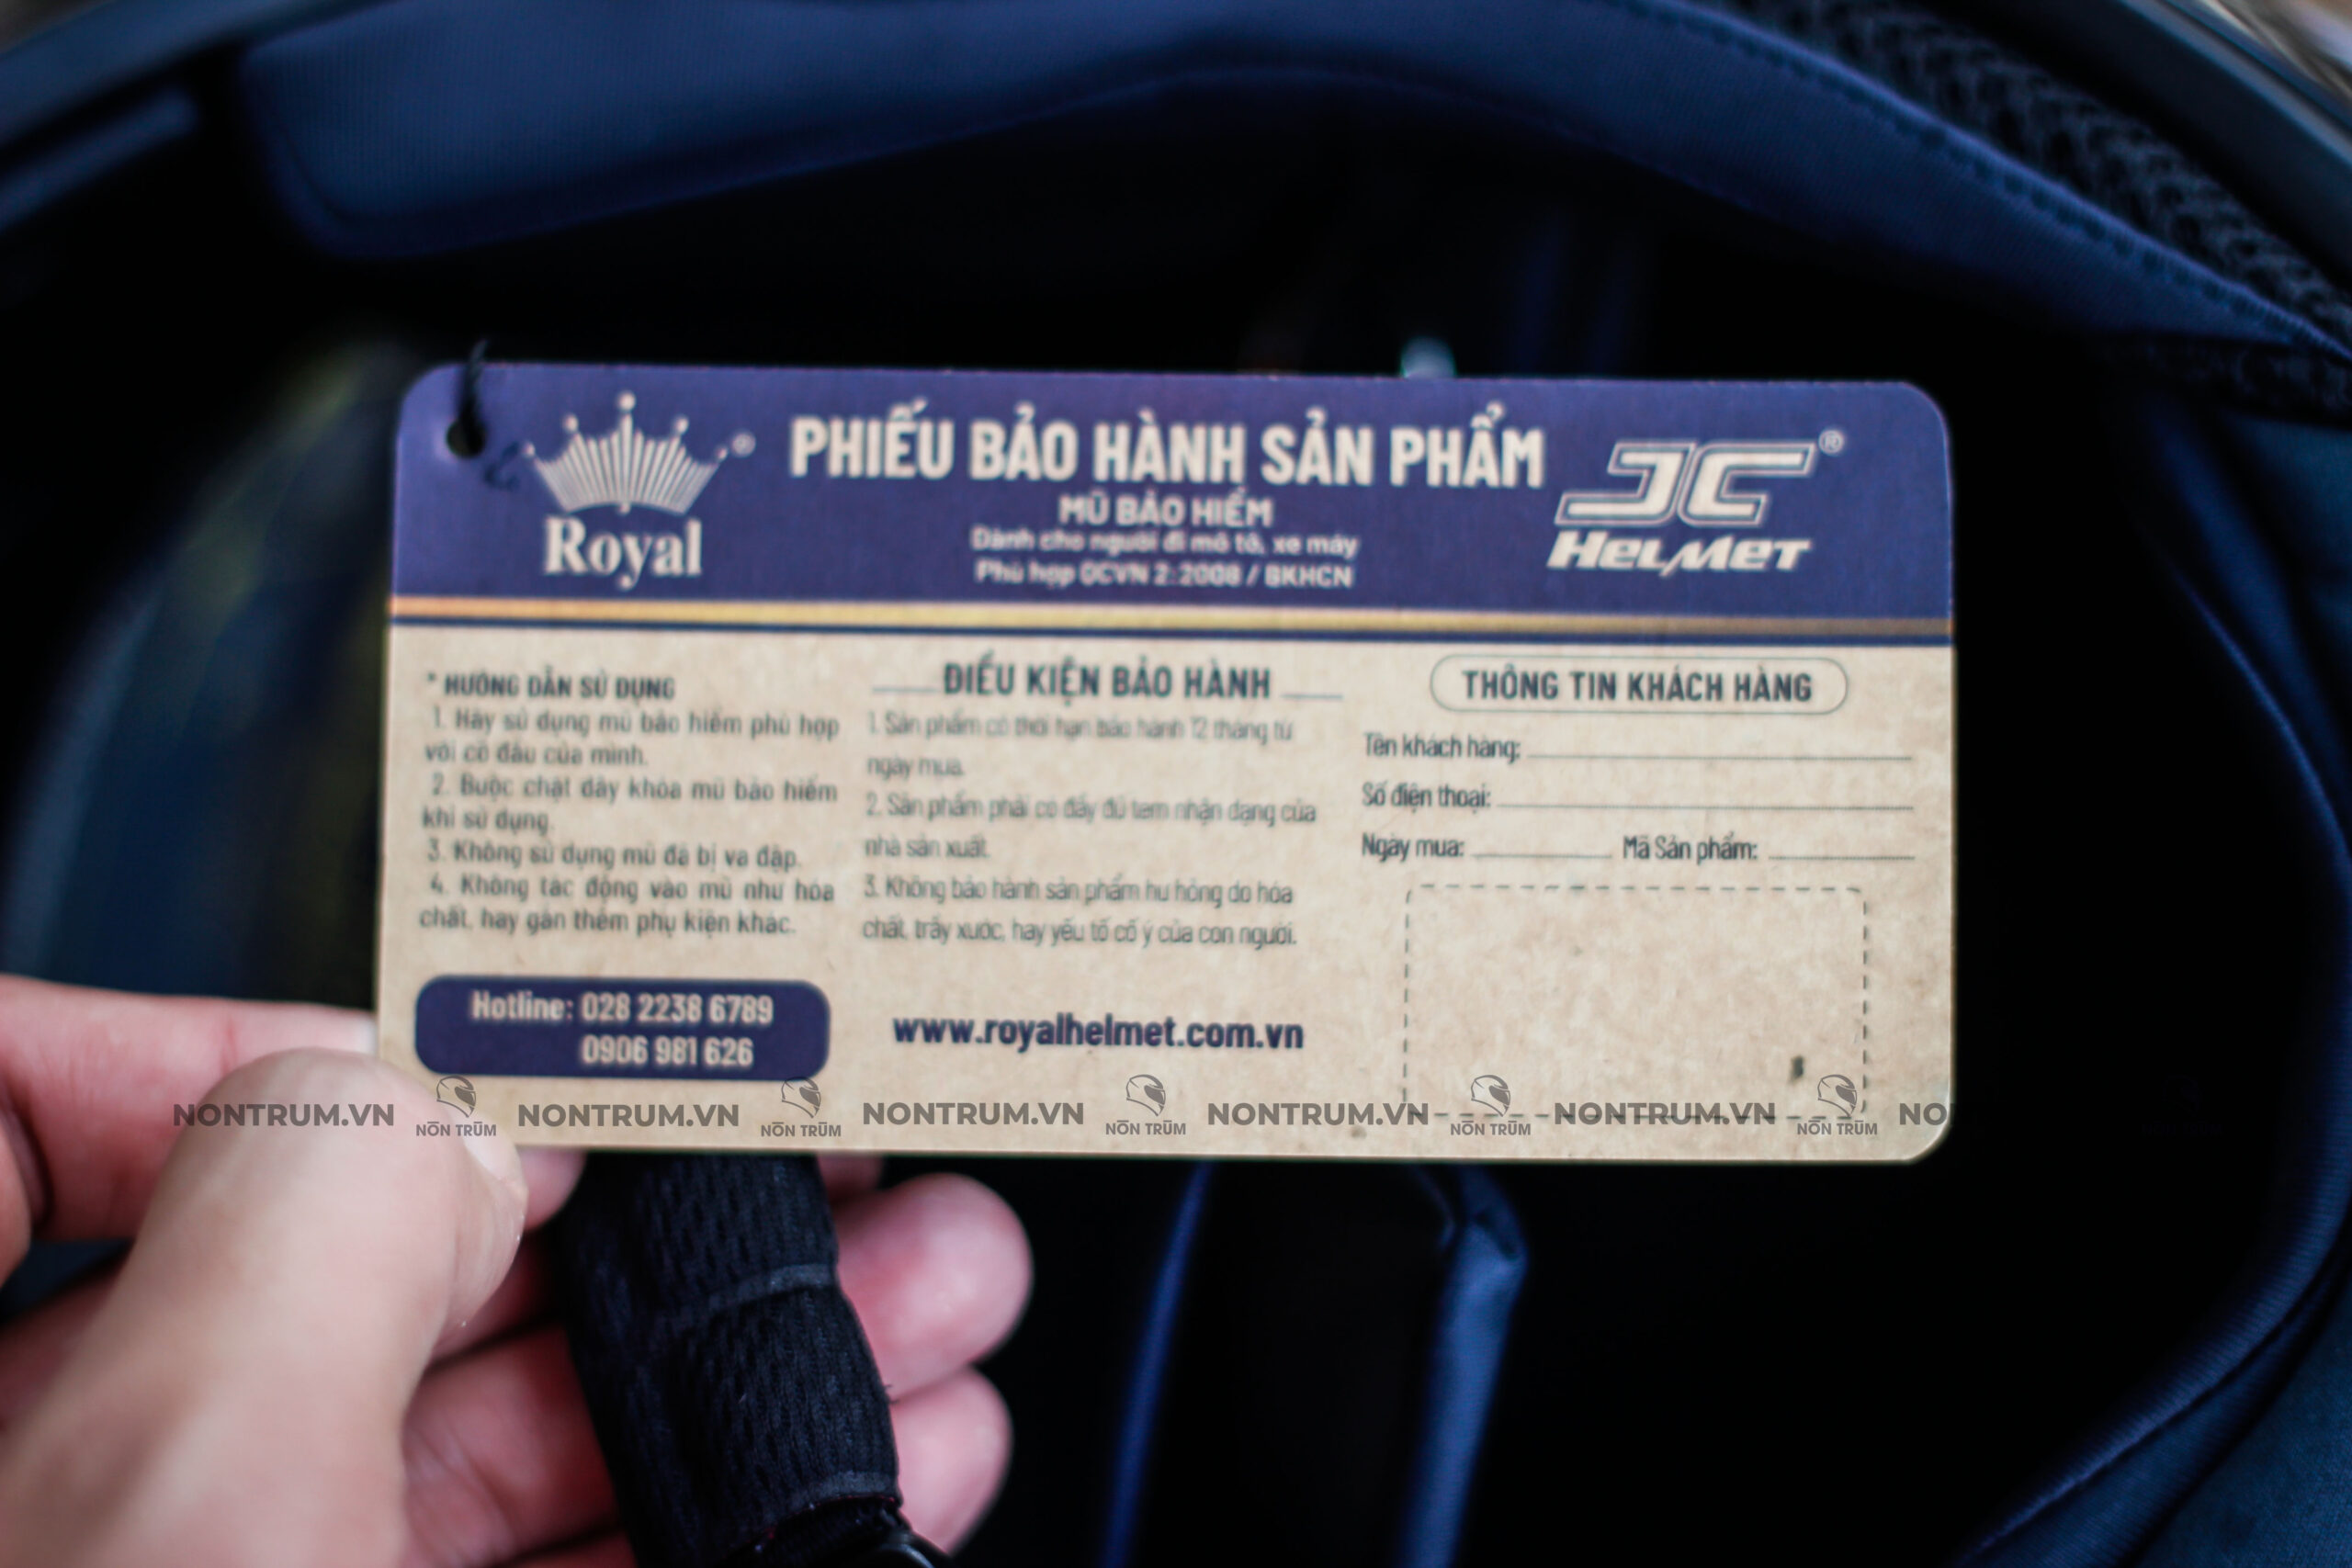 Royal
PHIẾU BẢO HÀNH SẢN PHẨM
MŨ BẢO HIỂM
Dành cho người đi mô tô, xe máy
Phù hợp QCVN 2:2008 / BKHCN
JC®
HELMET
* HƯỚNG DẪN SỬ DỤNG
1. Hãy sử dụng mũ bảo hiểm phù hợp
với cỡ đầu của mình.
2. Buộc chặt dây khóa mũ bảo hiểm
khi sử dụng.
3. Không sử dụng mũ đã bị va đập.
4. Không tác động vào mũ như hóa
chất, hay gắn thêm phụ kiện khác.
Hotline: 028 2238 6789
0906 981 626
ĐIỀU KIỆN BẢO HÀNH
1. Sản phẩm có thời hạn bảo hành 12 tháng từ
ngày mua.
2. Sản phẩm phải có đầy đủ tem nhận dạng của
nhà sản xuất.
3. Không bảo hành sản phẩm hư hỏng do hóa
chất, trầy xước, hay yếu tố cố ý của con người.
www.royalhelmet.com.vn
THÔNG TIN KHÁCH HÀNG
Tên khách hàng:
Số điện thoại:
Ngày mua: Mã Sản phẩm:
NONTRUM.VN NÓN TRÙM NONTRUM.VN NÓN TRÙM NONTRUM.VN NÓN TRÙM NONTRUM.VN NÓN TRÙM NONTRUM.VN NÓN TRÙM NO